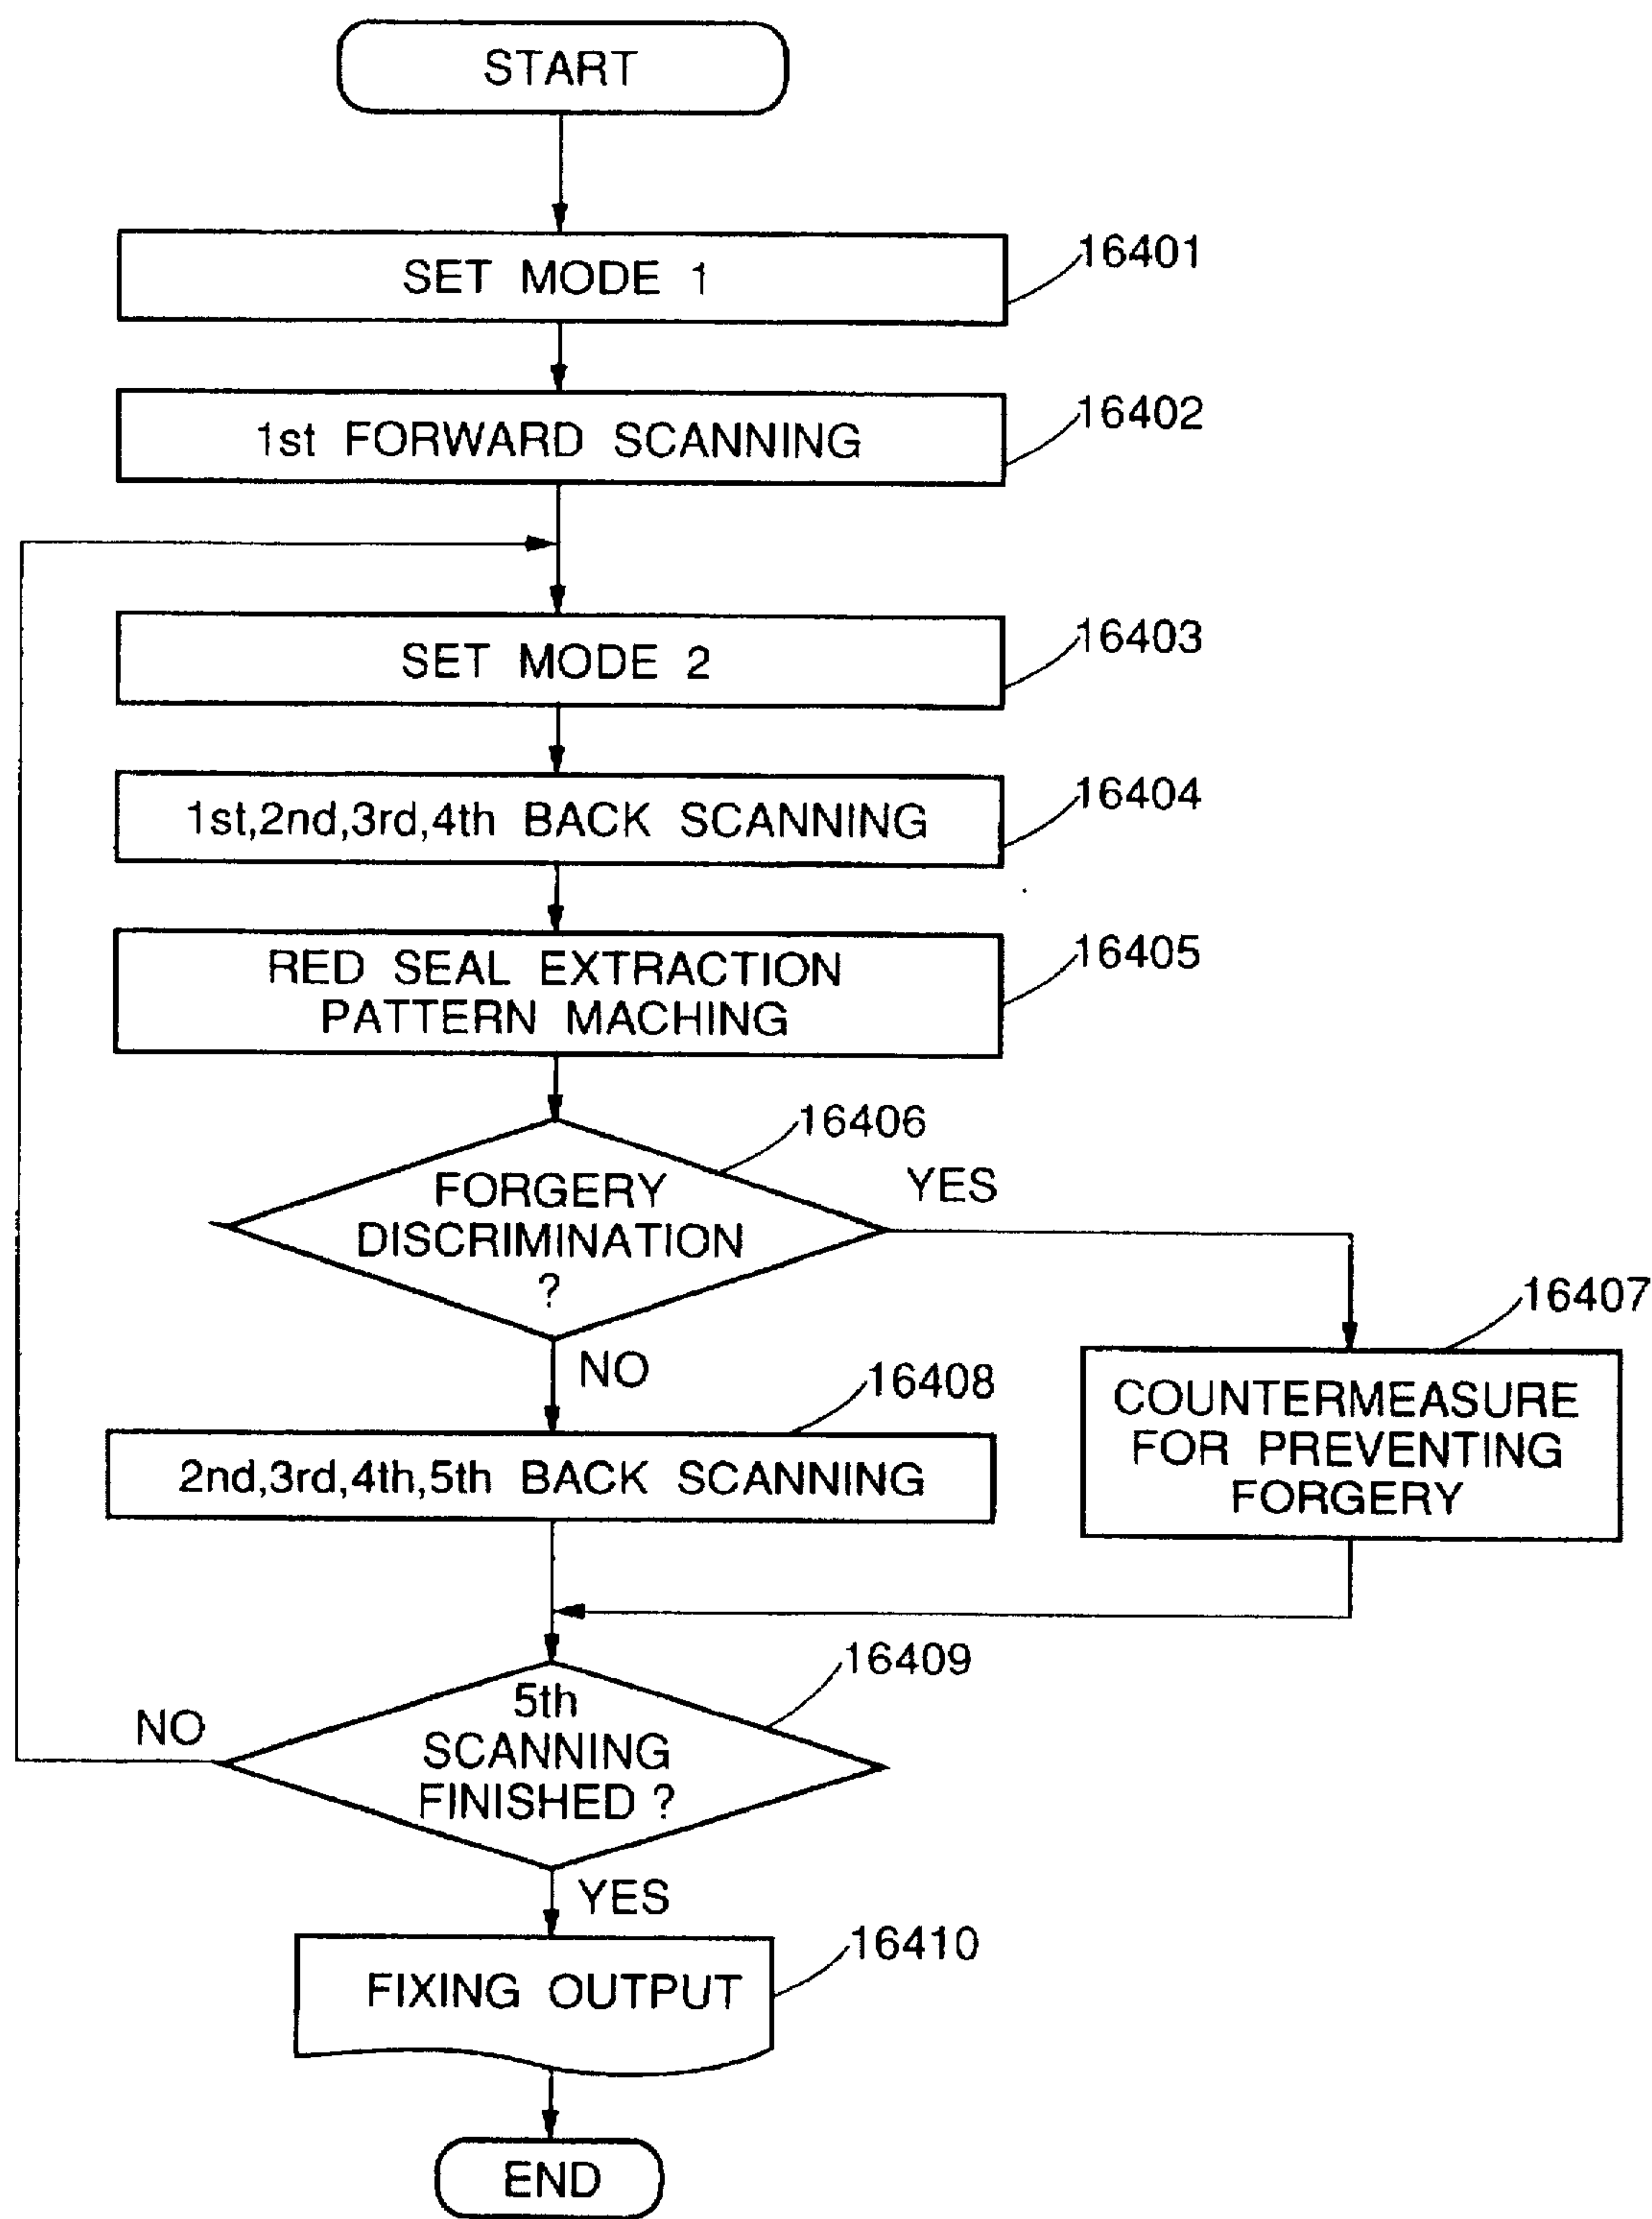 START
SET MODE 1
16401
1st FORWARD SCANNING
16402
SET MODE 2
16403
1st,2nd,3rd,4th BACK SCANNING
16404
RED SEAL EXTRACTION
PATTERN MACHING
16405
16406
FORGERY
DISCRIMINATION
?
YES
NO
16407
COUNTERMEASURE
FOR PREVENTING
FORGERY
16408
2nd,3rd,4th,5th BACK SCANNING
16409
5th
SCANNING
FINISHED ?
NO
YES
16410
FIXING OUTPUT
END